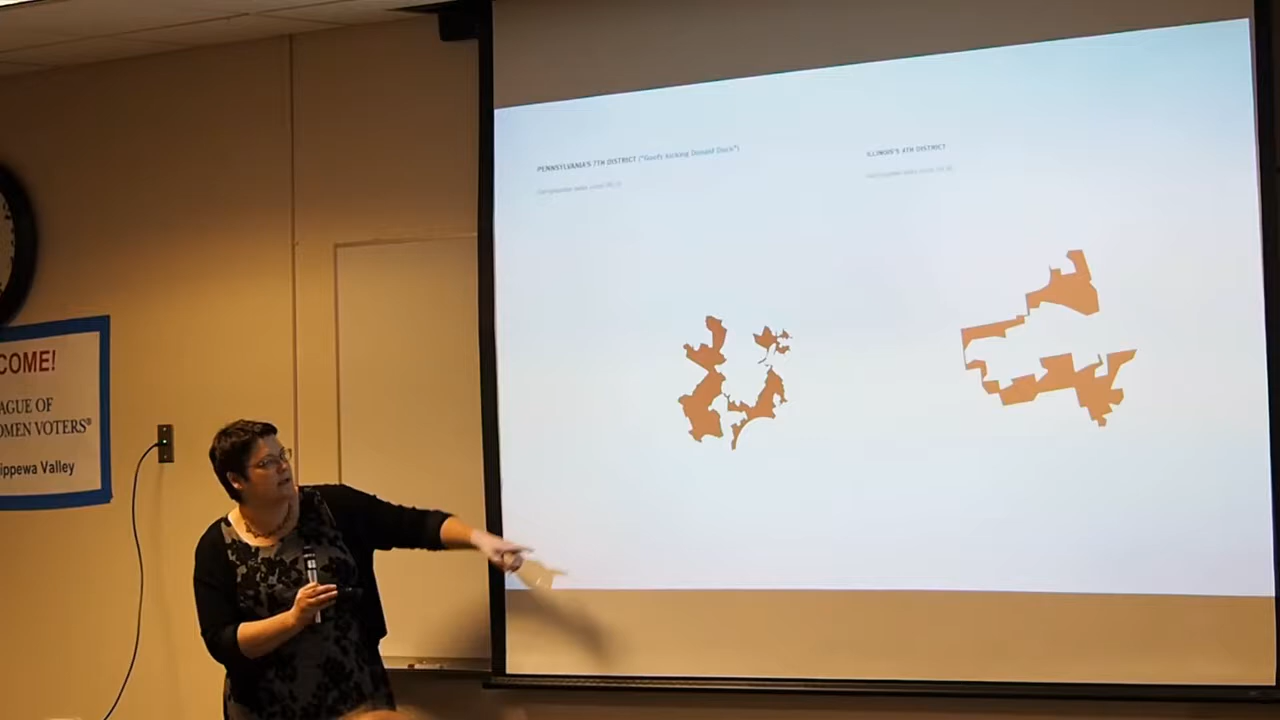 COME!
AGUE OF
OMEN VOTERS®
ippewa Valley
PENNSYLVANIA'S 7TH DISTRICT ("Goofy kicking Donald Duck")
ILLINOIS'S 4TH DISTRICT